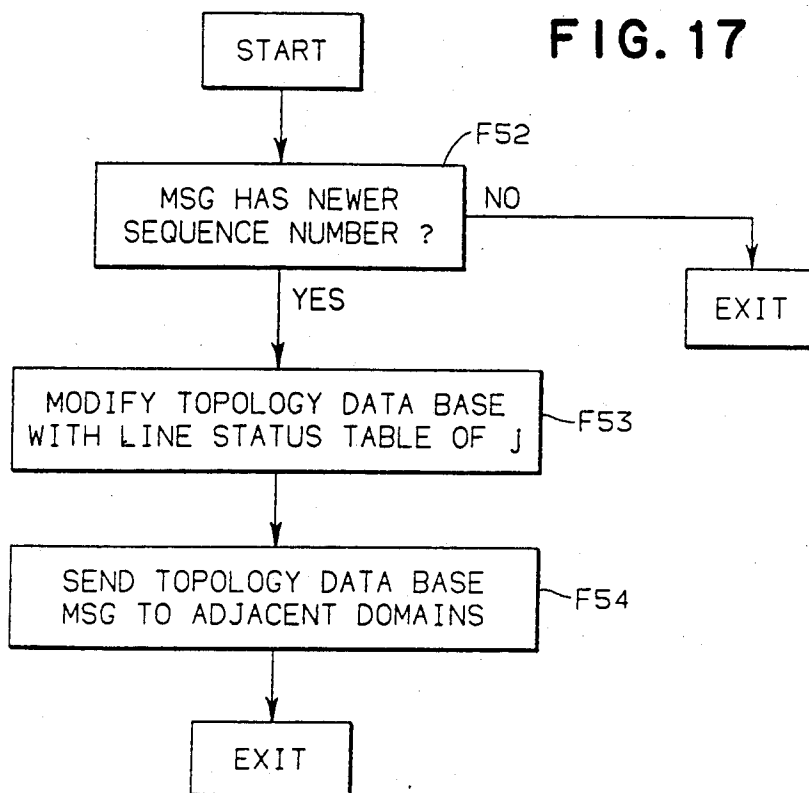 START
FIG. 17
F52
MSG HAS NEWER
SEQUENCE NUMBER ?
NO
EXIT
YES
MODIFY TOPOLOGY DATA BASE
WITH LINE STATUS TABLE OF j
F53
SEND TOPOLOGY DATA BASE
MSG TO ADJACENT DOMAINS
F54
EXIT